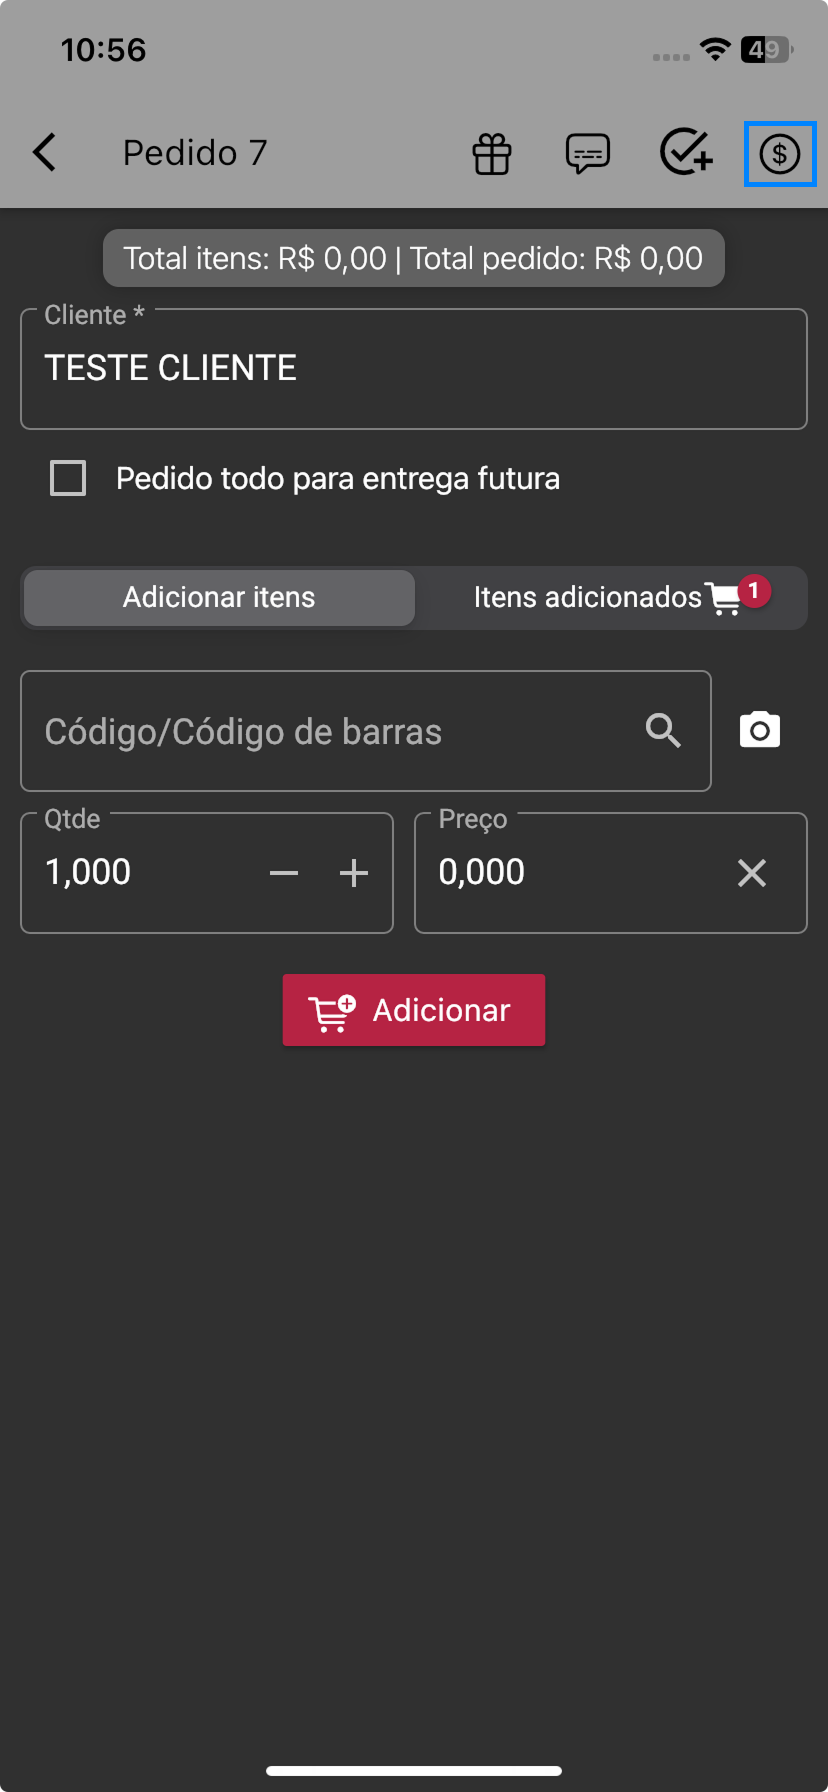 10:56
49
Pedido 7
Total itens: R$ 0,00 | Total pedido: R$ 0,00
Cliente *
TESTE CLIENTE
Pedido todo para entrega futura
Adicionar itens
Itens adicionados 1
Código/Código de barras
Qtde
1,000
Preço
0,000
Adicionar